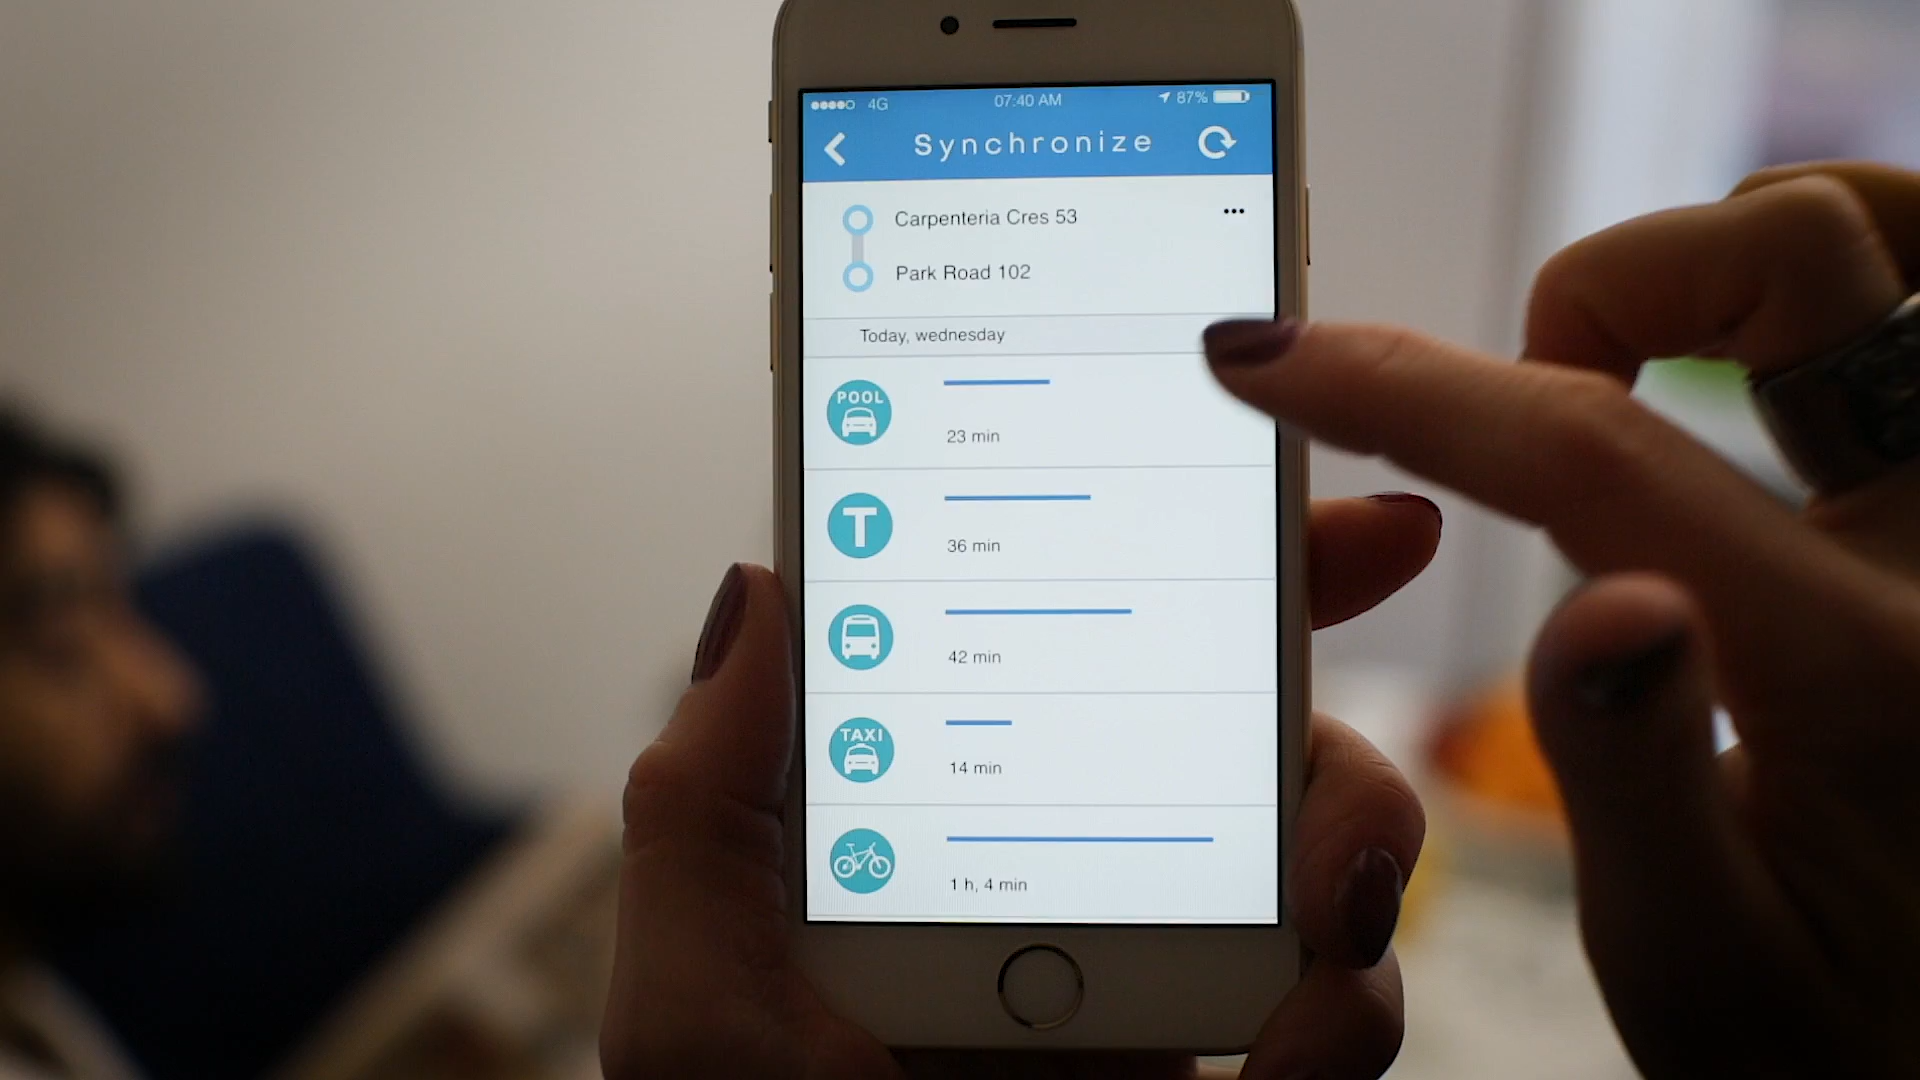 4G 07:40 AM 87%
Synchronize
Carpenteria Cres 53
Park Road 102
Today, wednesday
POOL
23 min
T
36 min
42 min
TAXI
14 min
1 h, 4 min